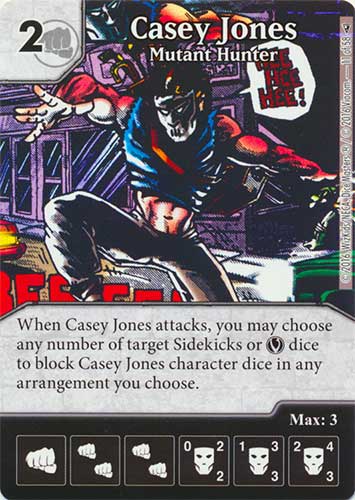 2
Casey Jones
Mutant Hunter
HEE
HEE
HEE!
When Casey Jones attacks, you may choose
any number of target Sidekicks or dice
to block Casey Jones character dice in any
arrangement you choose.
Max: 3
0 2 2
1 3 3
2 4 3